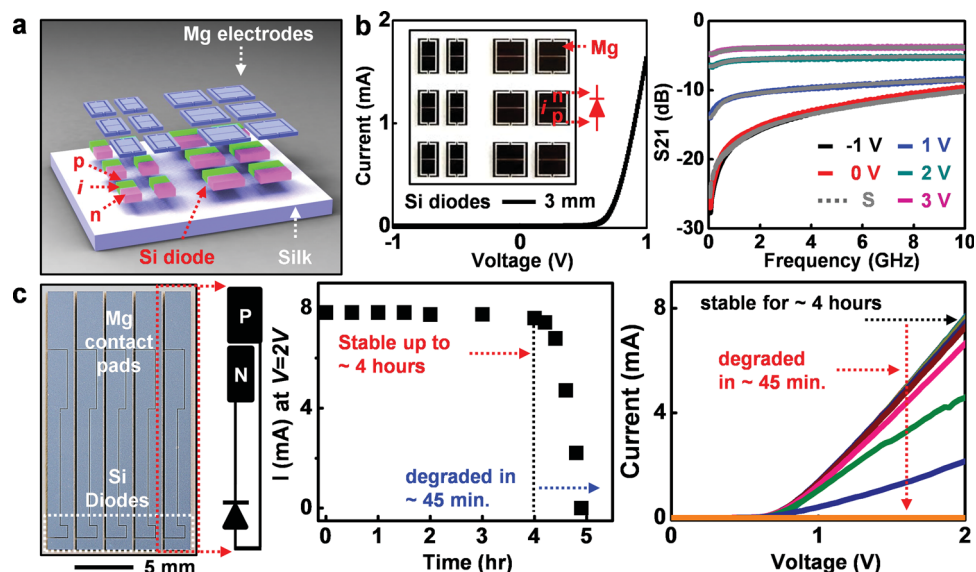 a
Mg electrodes
p
i
n
Si diode
Silk
b
2
1
0
Current (mA)
Mg
n
i
p
Si diodes
3 mm
-1
0
1
Voltage (V)
0
-10
-20
-30
S21 (dB)
-1 V
0 V
S
1 V
2 V
3 V
0
2
4
6
8
10
Frequency (GHz)
c
Mg
contact
pads
Si
Diodes
P
N
5 mm
8
4
0
I (mA) at V=2V
Stable up to
~ 4 hours
degraded in
~ 45 min.
0
1
2
3
4
5
Time (hr)
8
4
0
Current (mA)
stable for ~ 4 hours
degraded
in ~ 45 min.
0
1
2
Voltage (V)